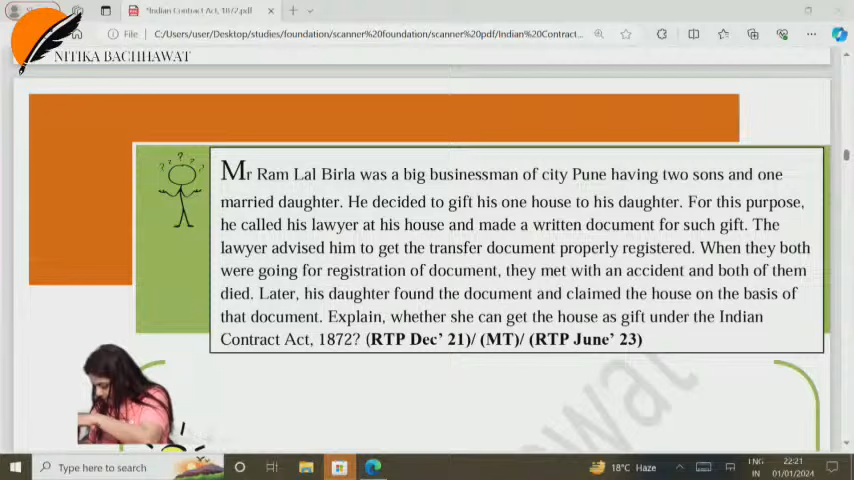 *Indian Contract Act, 1872.pdf
File
C:/Users/user/Desktop/studies/foundation/scanner%20foundation/scanner%20pdf/Indian%20Contract...
NITIKA BACHHAWAT
Mr Ram Lal Birla was a big businessman of city Pune having two sons and one
married daughter. He decided to gift his one house to his daughter. For this purpose,
he called his lawyer at his house and made a written document for such gift. The
lawyer advised him to get the transfer document properly registered. When they both
were going for registration of document, they met with an accident and both of them
died. Later, his daughter found the document and claimed the house on the basis of
that document. Explain, whether she can get the house as gift under the Indian
Contract Act, 1872? (RTP Dec' 21)/ (MT)/ (RTP June' 23)
Type here to search
18°C Haze
ENG
IN
22:21
01/01/2024